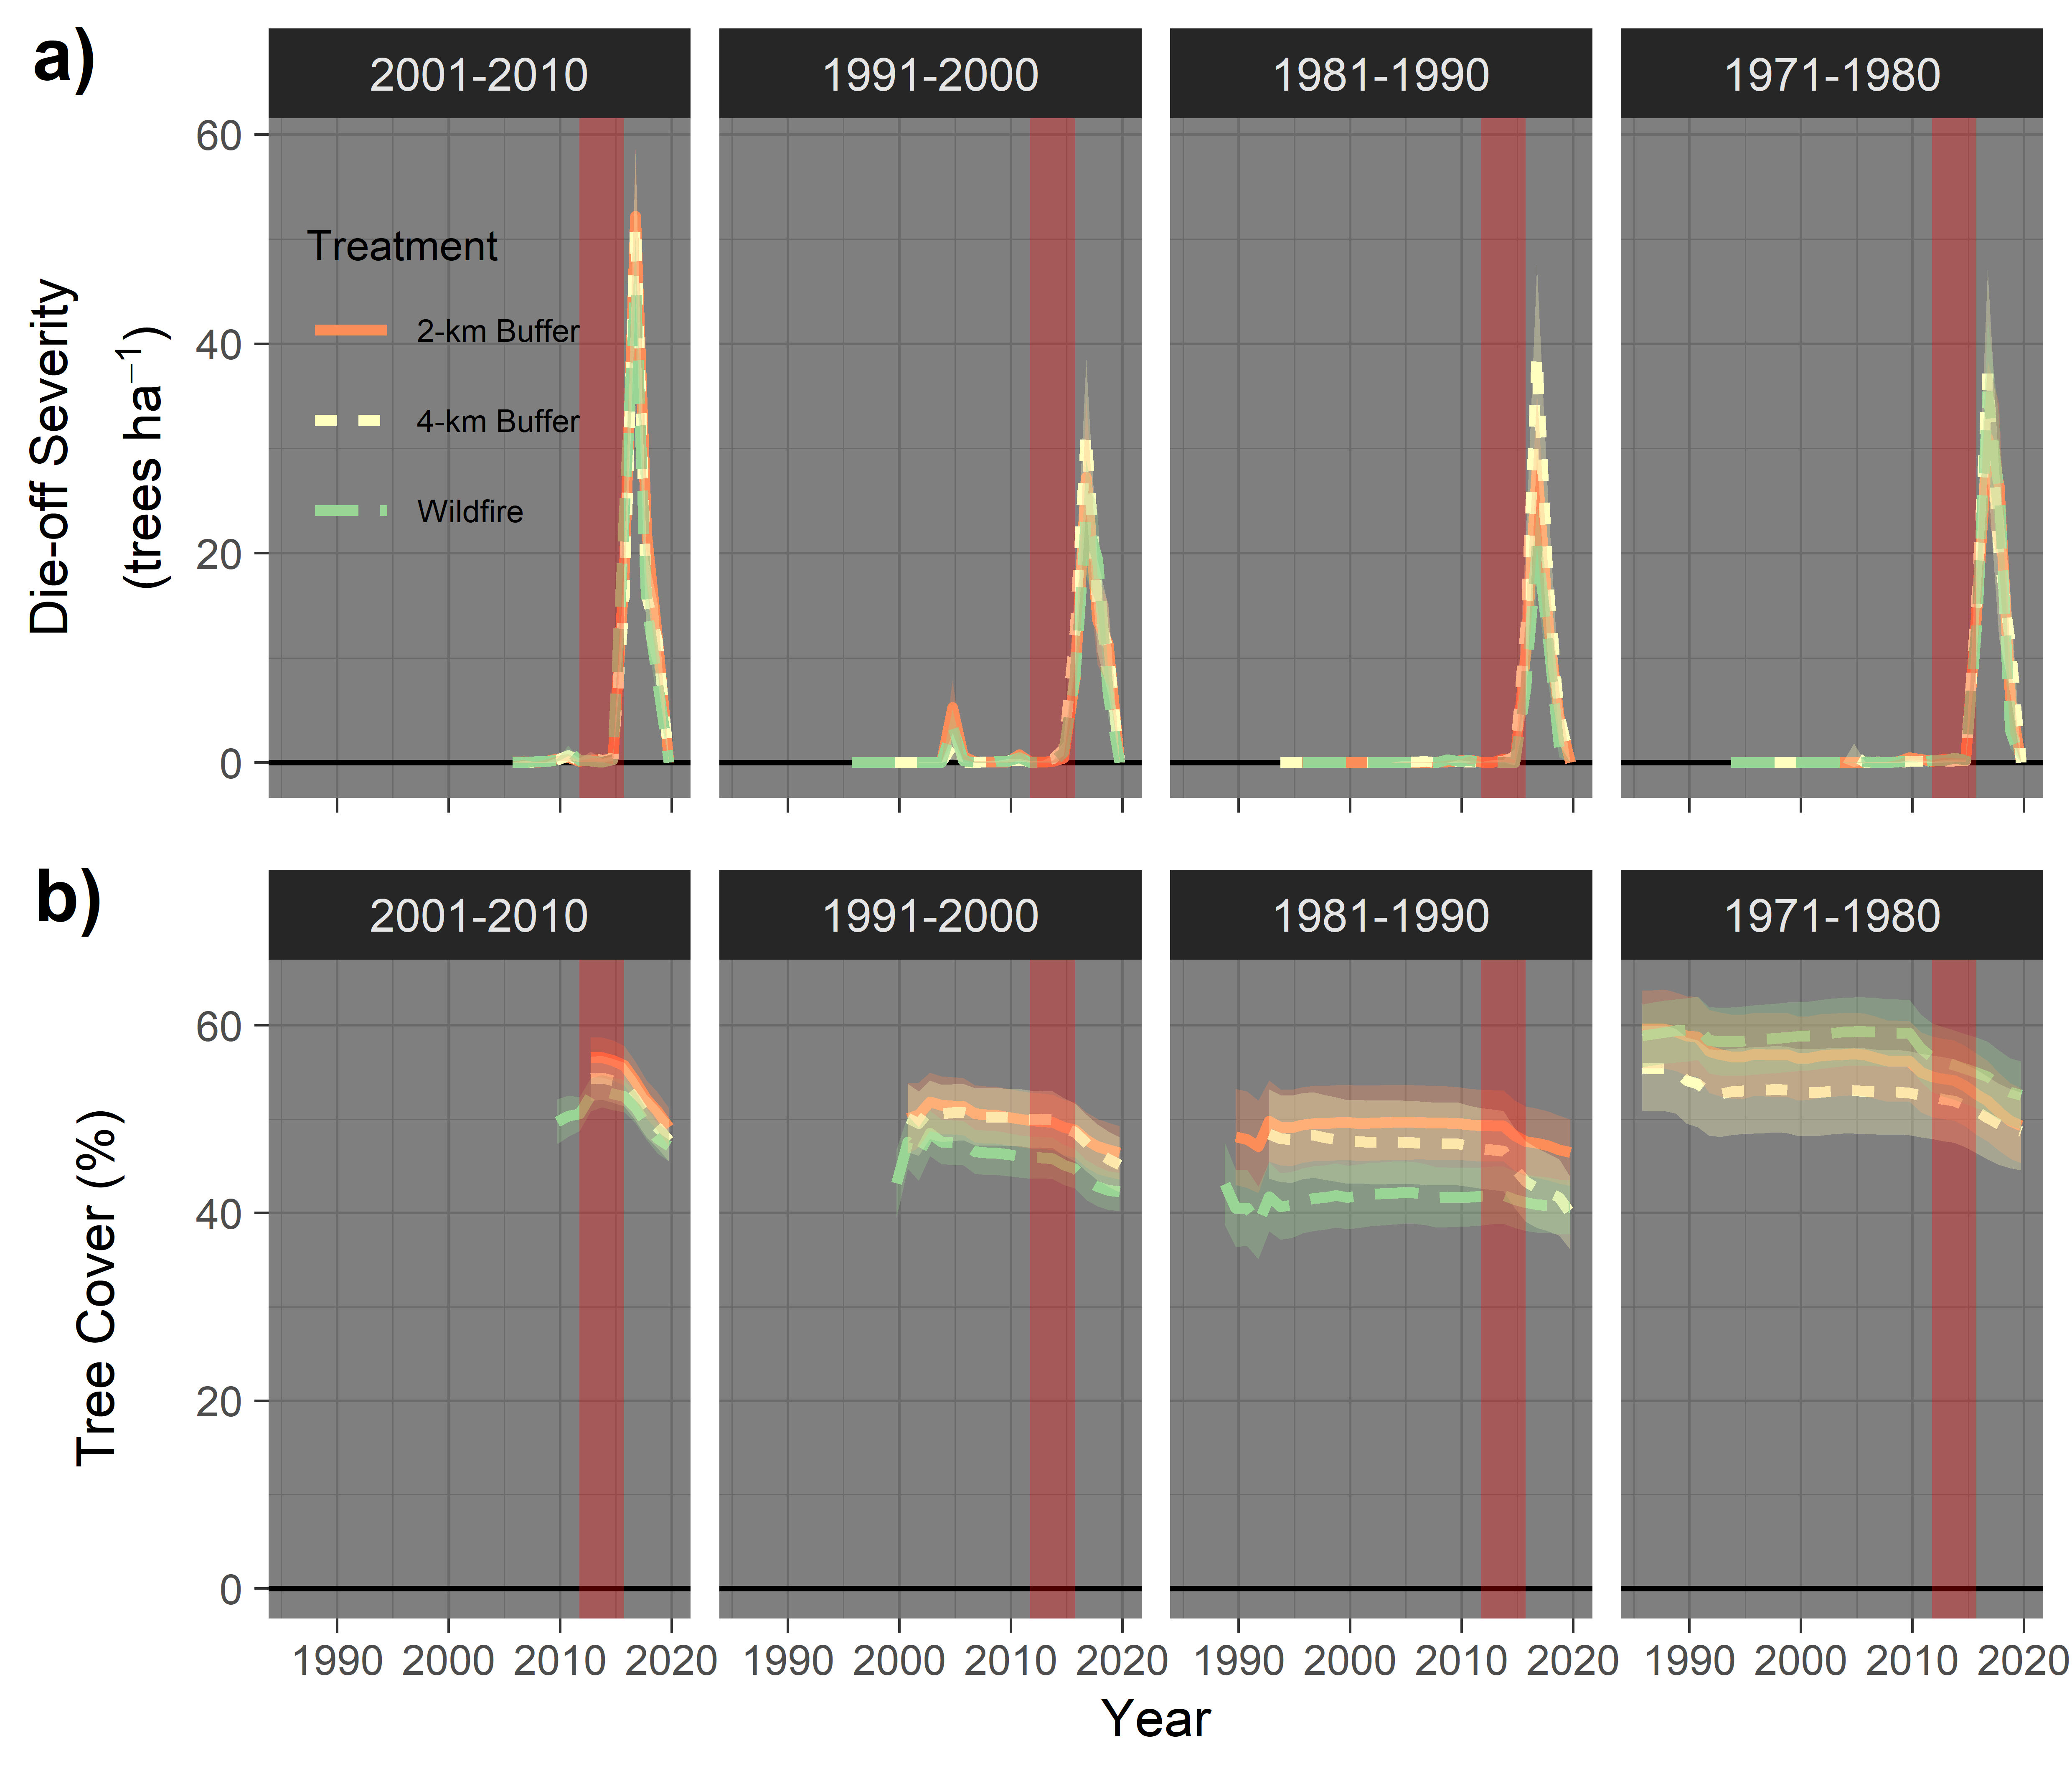 a)
2001-2010 1991-2000 1981-1990 1971-1980
60
40
20
0
Die-off Severity
(trees ha⁻¹)
Treatment
2-km Buffer
4-km Buffer
Wildfire
b)
2001-2010 1991-2000 1981-1990 1971-1980
60
40
20
0
Tree Cover (%)
1990 2000 2010 2020 1990 2000 2010 2020 1990 2000 2010 2020 1990 2000 2010 2020
Year